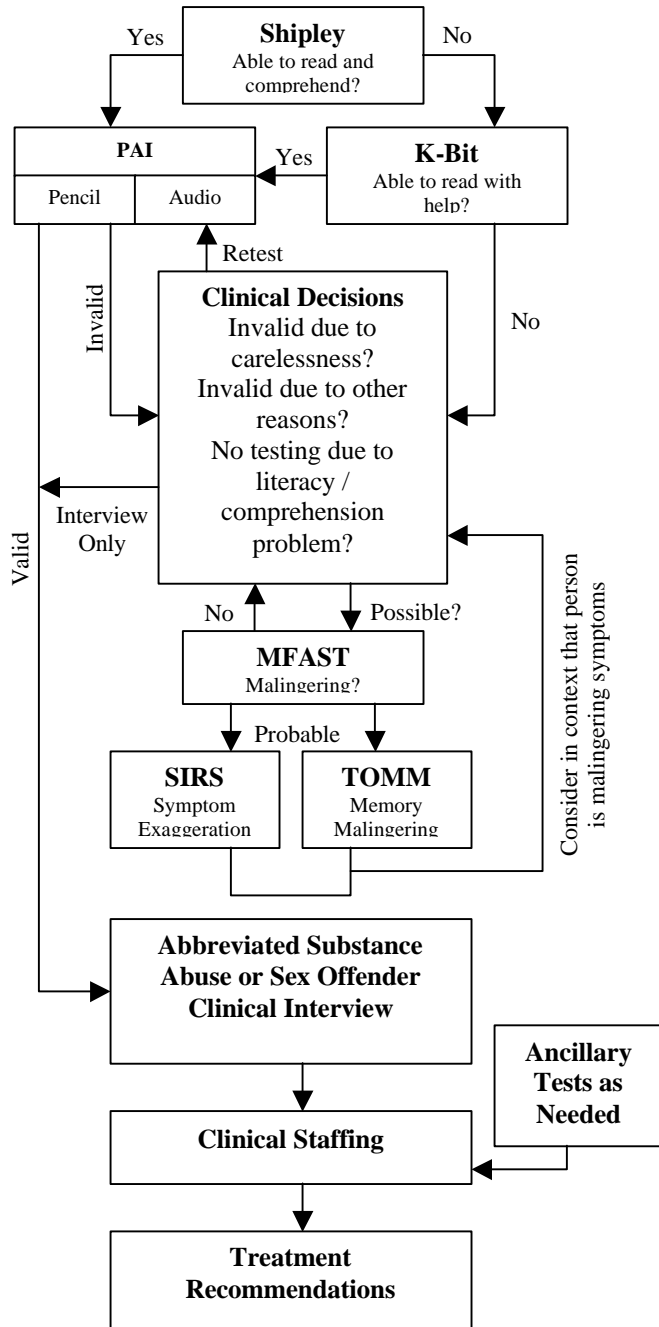 Yes
Shipley
Able to read and
comprehend?
No
PAI
Pencil
Audio
Yes
K-Bit
Able to read with
help?
Retest
Invalid
Clinical Decisions
Invalid due to
carelessness?
Invalid due to other
reasons?
No testing due to
literacy /
comprehension
problem?
No
Interview
Only
Valid
No
Possible?
MFAST
Malingering?
Probable
SIRS
Symptom
Exaggeration
TOMM
Memory
Malingering
Consider in context that person
is malingering symptoms
Abbreviated Substance
Abuse or Sex Offender
Clinical Interview
Ancillary
Tests as
Needed
Clinical Staffing
Treatment
Recommendations